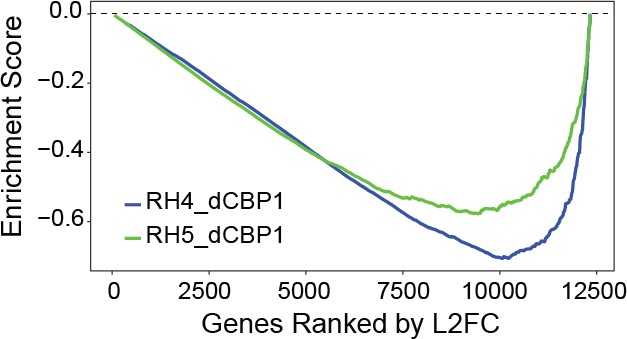 Enrichment Score
0.0
−0.2
−0.4
−0.6
RH4_dCBP1
RH5_dCBP1
0 2500 5000 7500 10000 12500
Genes Ranked by L2FC